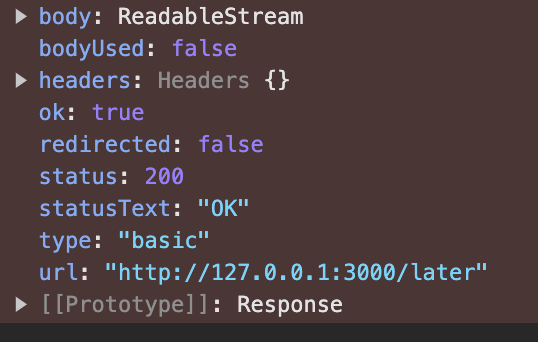 body: ReadableStream
bodyUsed: false
headers: Headers {}
ok: true
redirected: false
status: 200
statusText: "OK"
type: "basic"
url: "http://127.0.0.1:3000/later"
[[Prototype]]: Response